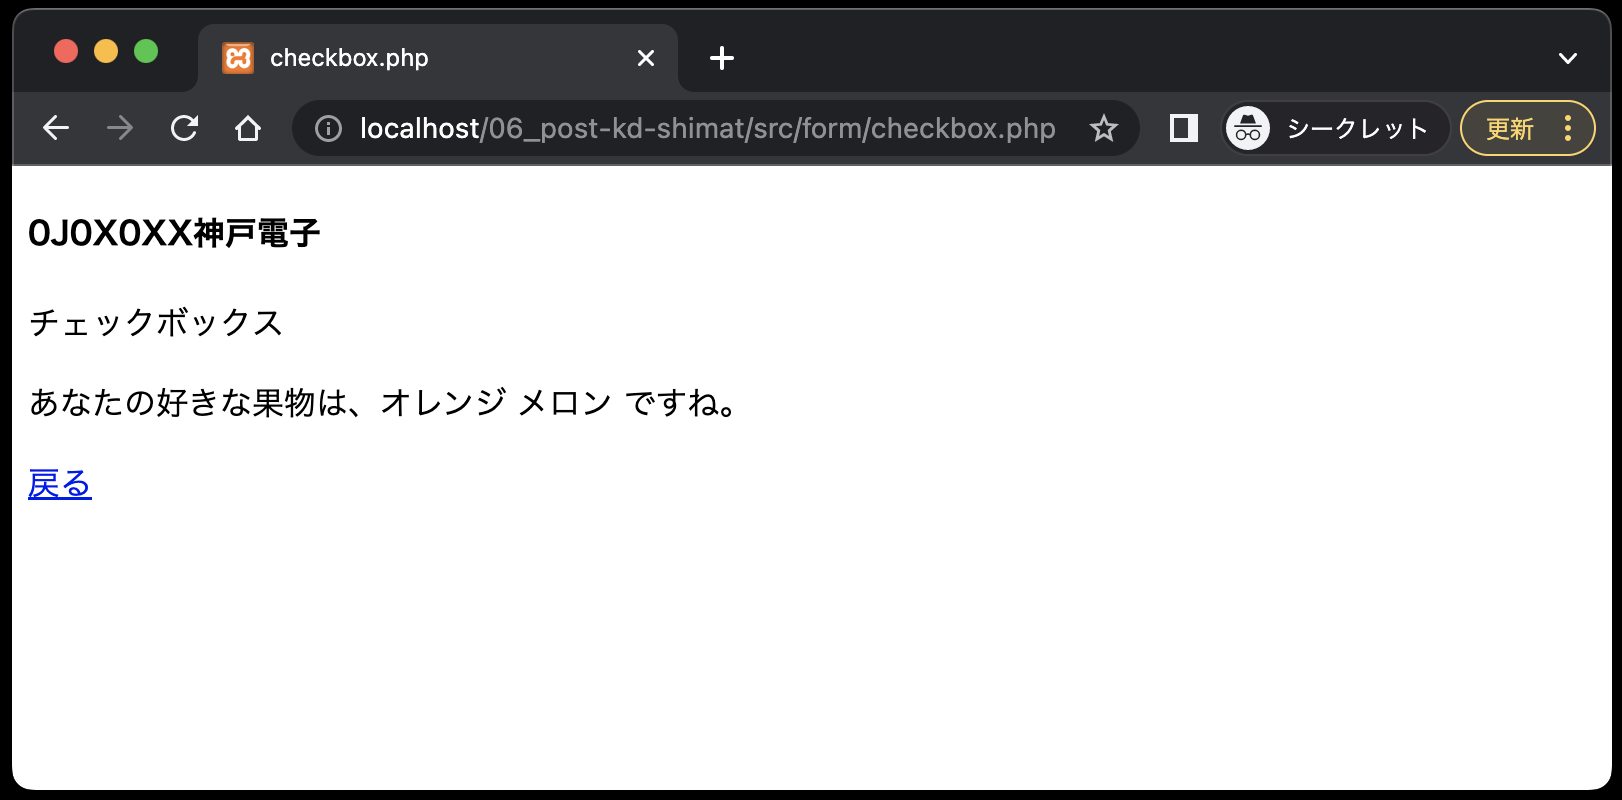 checkbox.php
localhost/06_post-kd-shimat/src/form/checkbox.php
シークレット
更新
0J0X0XX神戸電子
チェックボックス
あなたの好きな果物は、オレンジ メロン ですね。
戻る